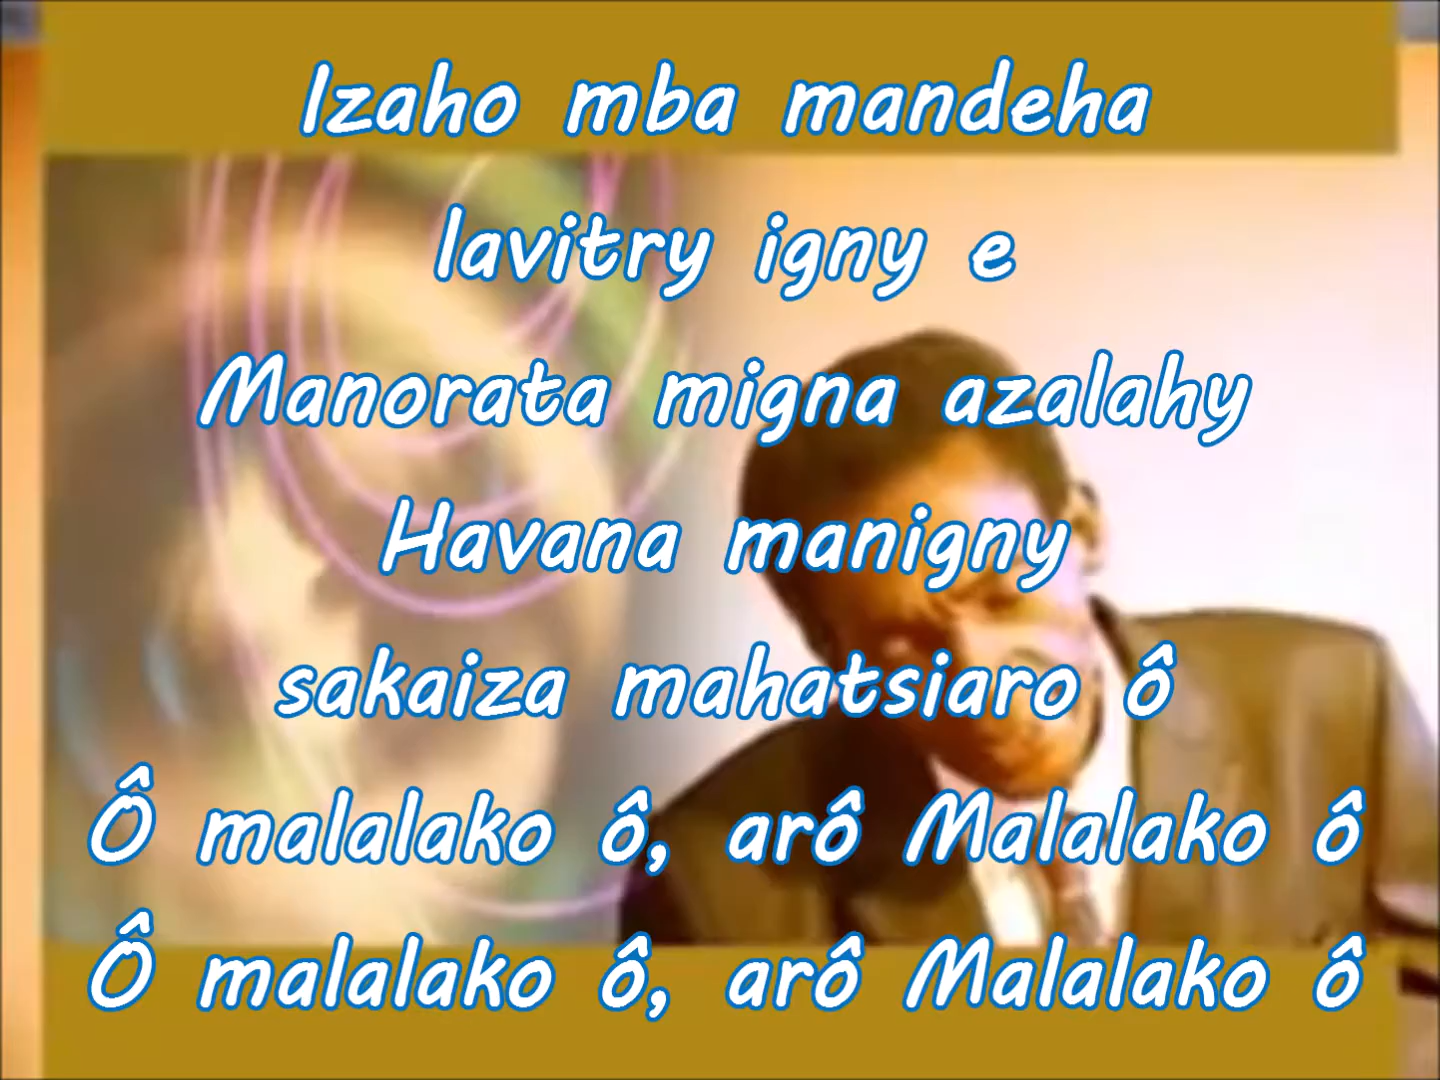 Izaho mba mandeha
lavitry igny e
Manorata migna azalahy
Havana manigny
sakaiza mahatsiaro ô
Ô malalako ô, arô Malalako ô
Ô malalako ô, arô Malalako ô